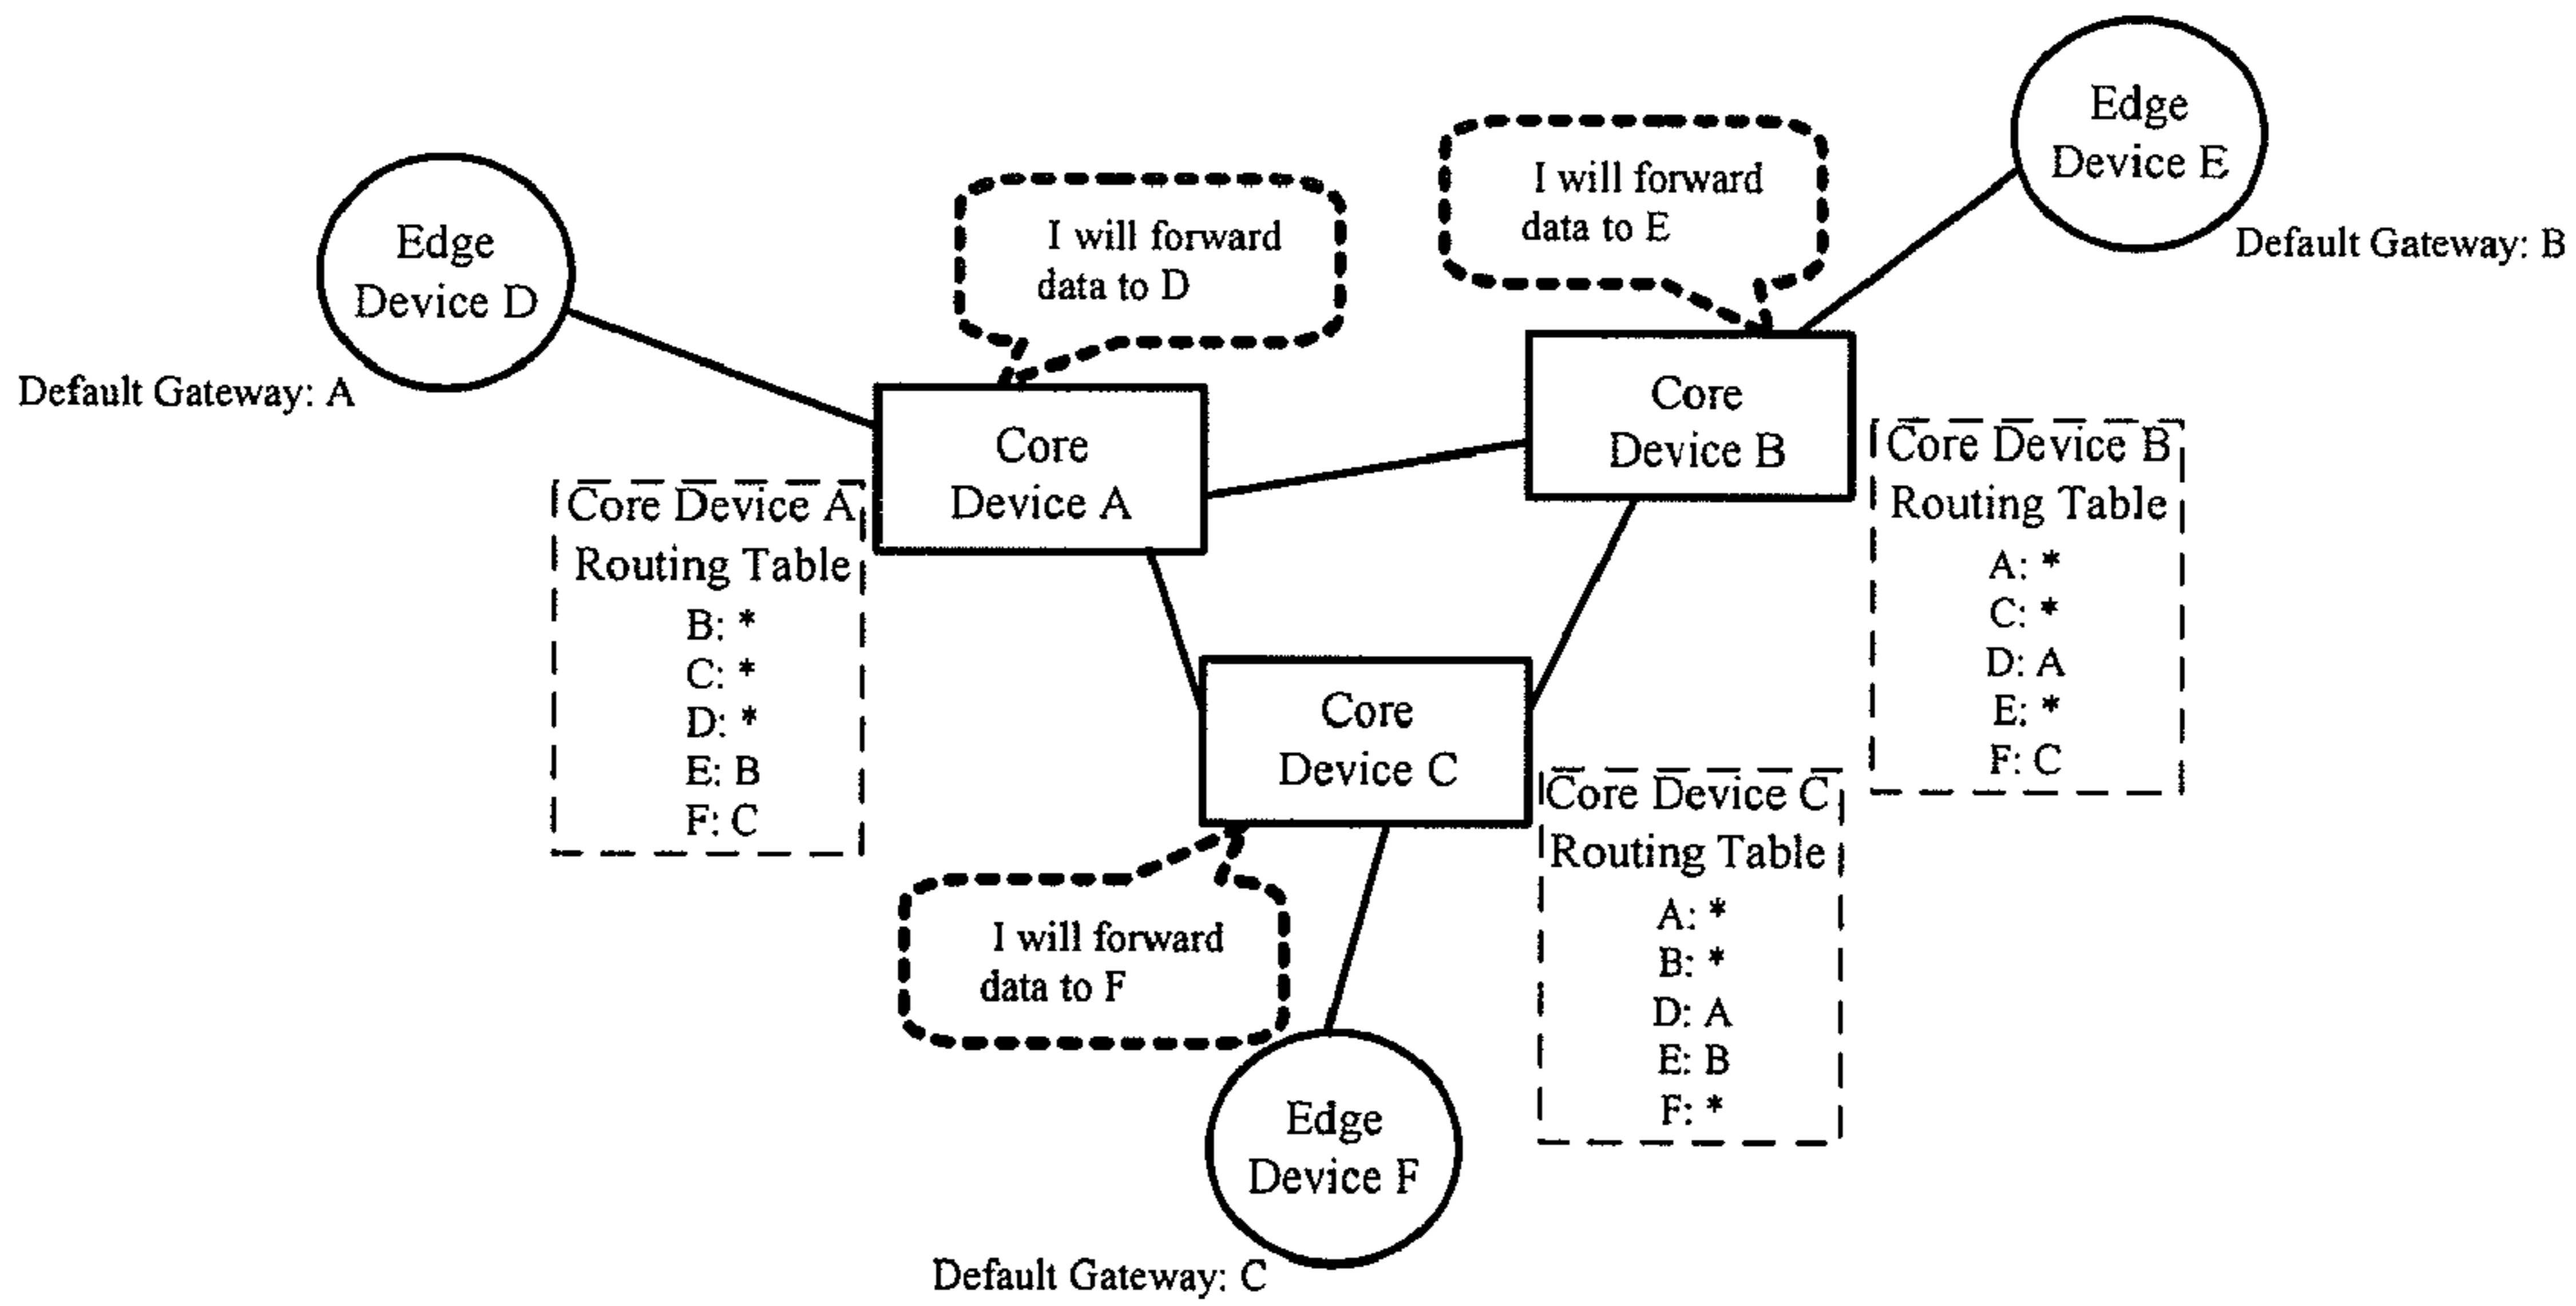 Edge
Device D
Default Gateway: A
I will forward
data to D
I will forward
data to E
Edge
Device E
Default Gateway: B
Core
Device A
Core
Device B
Core Device A
Routing Table
B: *
C: *
D: *
E: B
F: C
Core Device B
Routing Table
A: *
C: *
D: A
E: *
F: C
Core
Device C
Core Device C
Routing Table
A: *
B: *
D: A
E: B
F: *
I will forward
data to F
Edge
Device F
Default Gateway: C